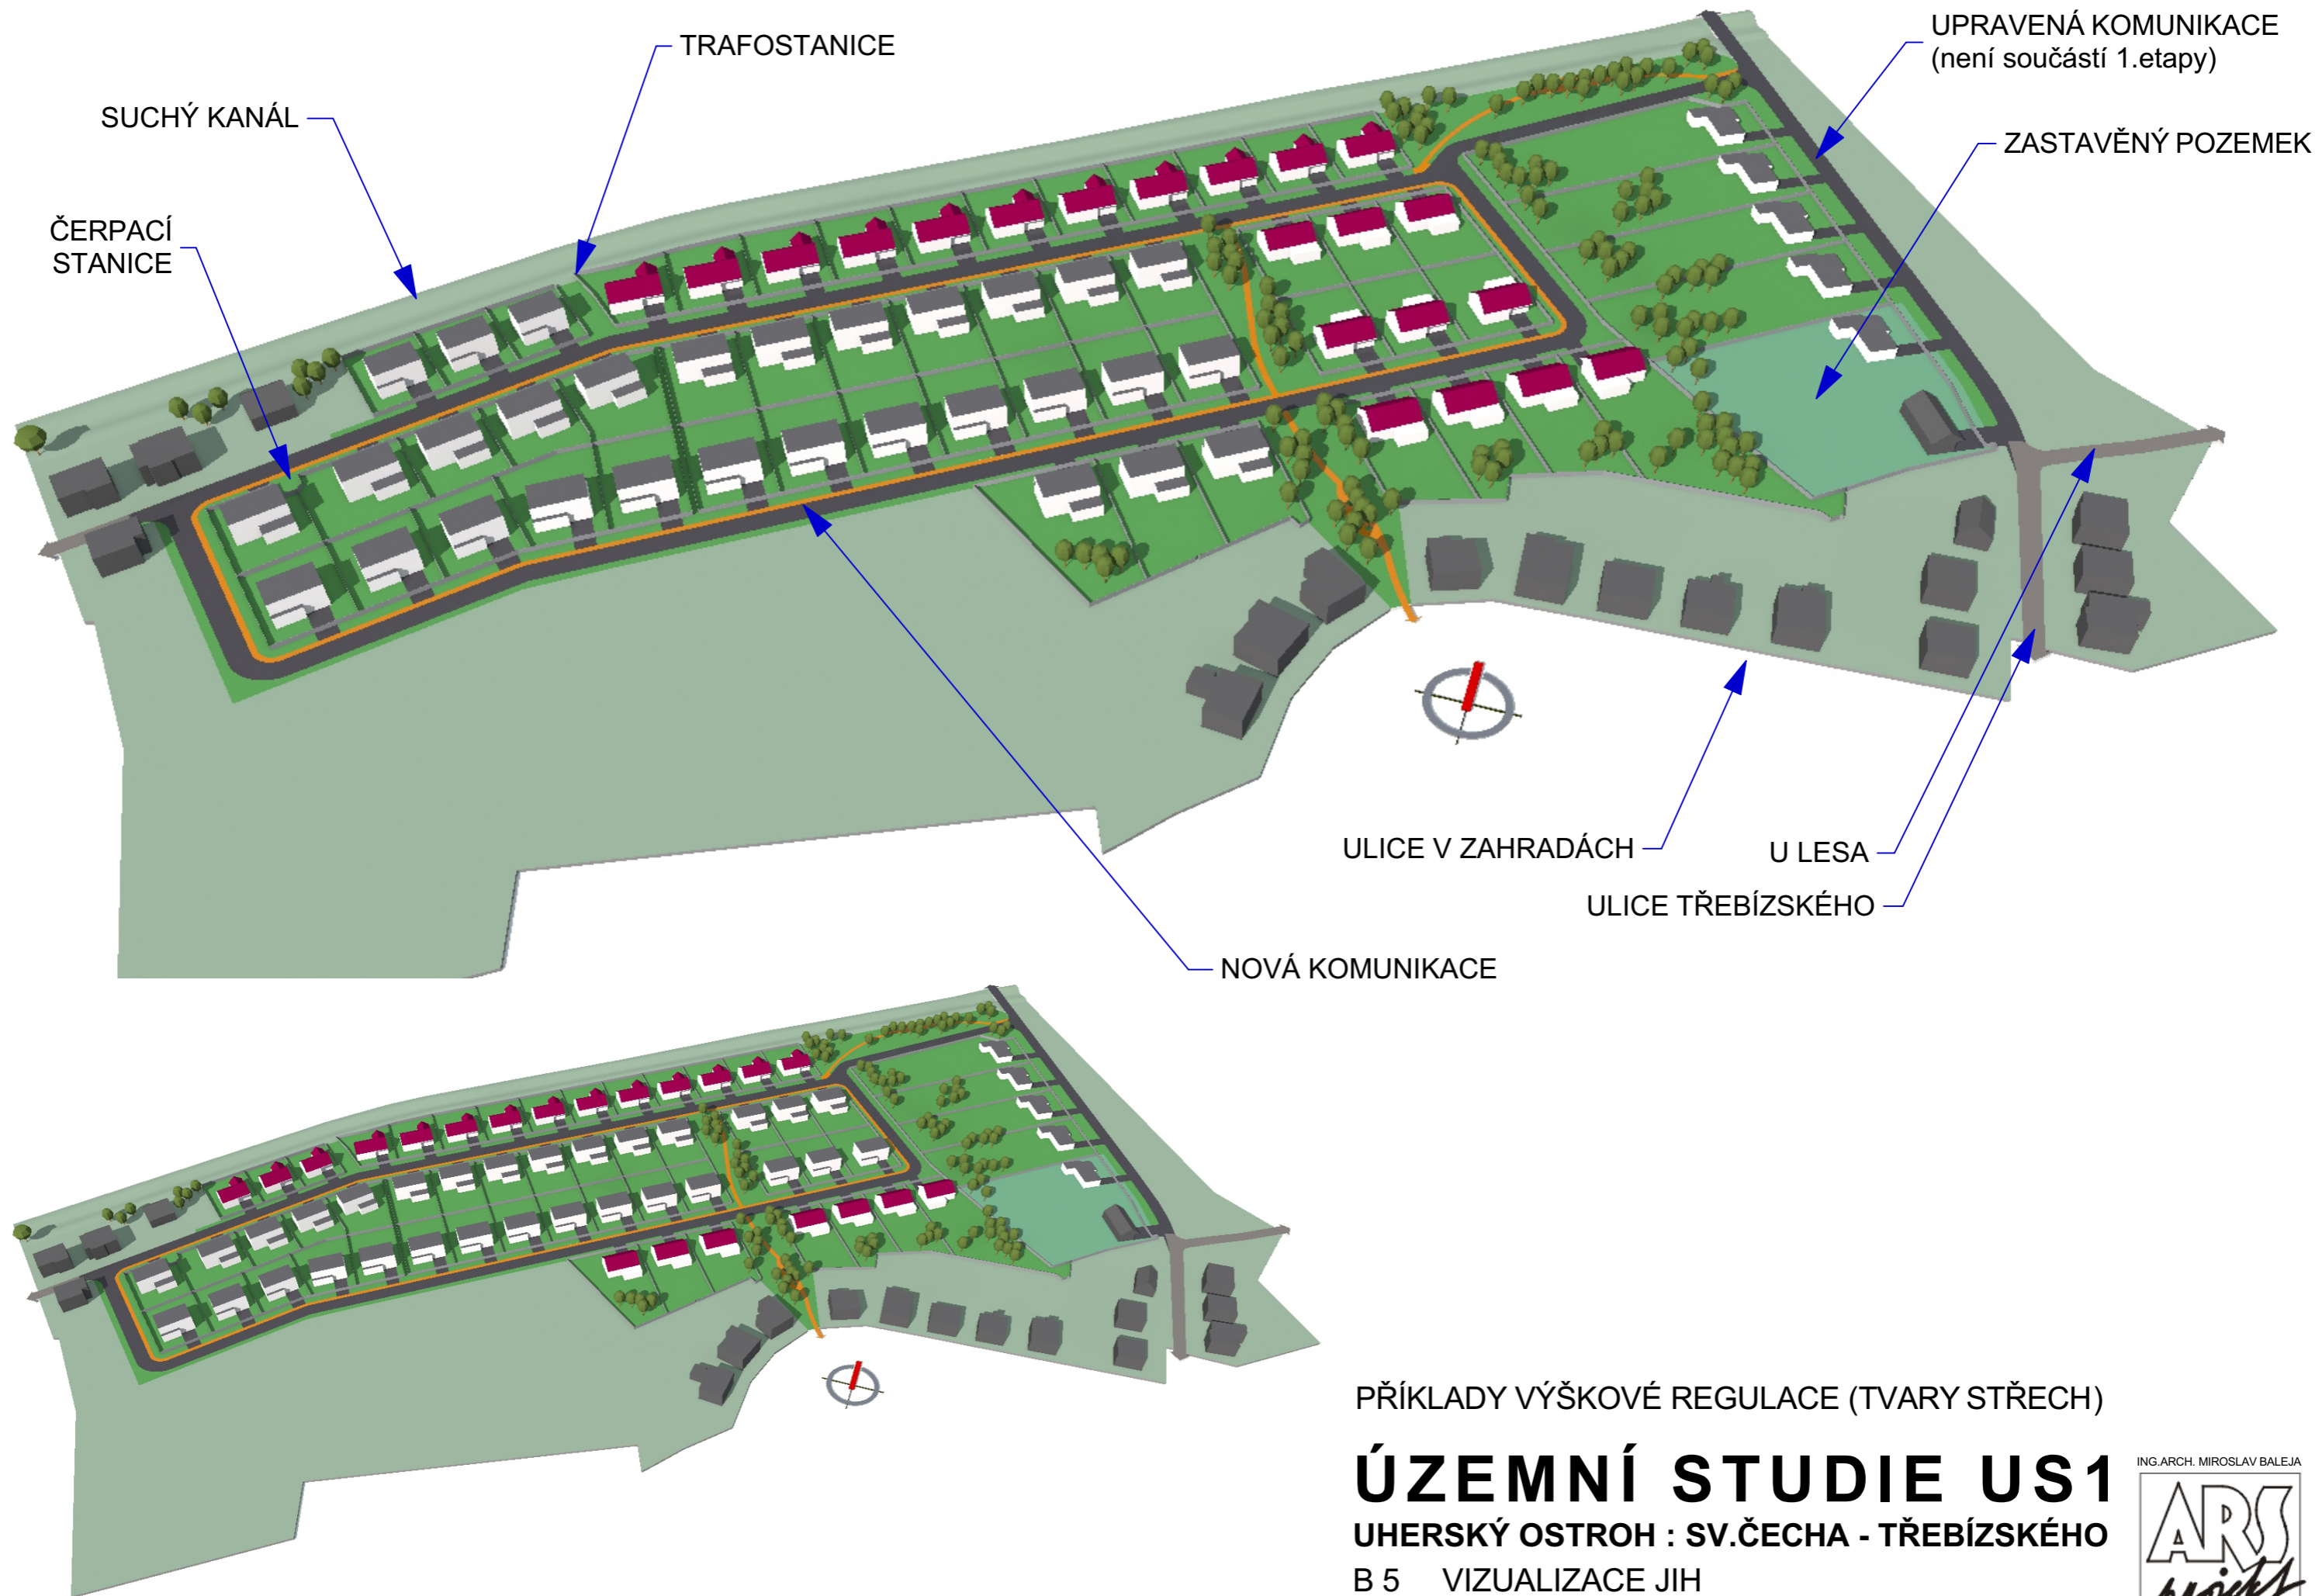 TRAFOSTANICE
UPRAVENÁ KOMUNIKACE
(není součástí 1.etapy)
SUCHÝ KANÁL
ZASTAVĚNÝ POZEMEK
ČERPACÍ
STANICE
ULICE V ZAHRADÁCH
U LESA
ULICE TŘEBÍZSKÉHO
NOVÁ KOMUNIKACE
PŘÍKLADY VÝŠKOVÉ REGULACE (TVARY STŘECH)
ÚZEMNÍ STUDIE US1
ING.ARCH. MIROSLAV BALEJA
UHERSKÝ OSTROH : SV.ČECHA - TŘEBÍZSKÉHO
B 5 VIZUALIZACE JIH
ARS
projekt